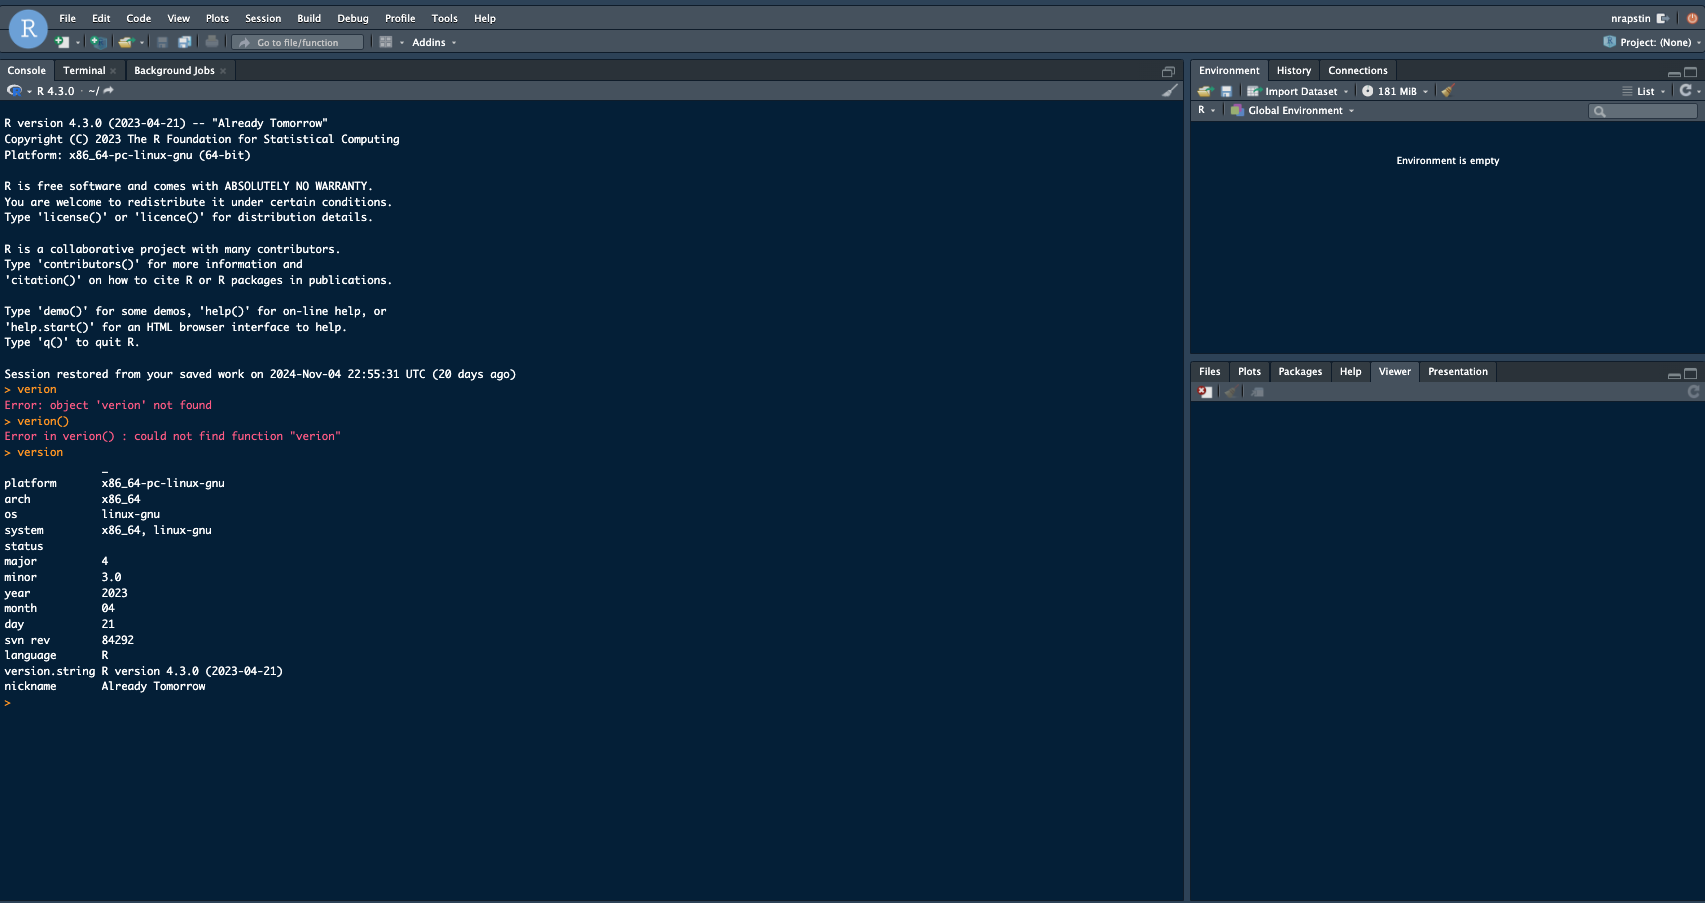 R
File Edit Code View Plots Session Build Debug Profile Tools Help
nrapstin
Go to file/function
Addins
Project: (None)
Console Terminal Background Jobs
R 4.3.0 · ~/
R version 4.3.0 (2023-04-21) -- "Already Tomorrow"
Copyright (C) 2023 The R Foundation for Statistical Computing
Platform: x86_64-pc-linux-gnu (64-bit)
R is free software and comes with ABSOLUTELY NO WARRANTY.
You are welcome to redistribute it under certain conditions.
Type 'license()' or 'licence()' for distribution details.
R is a collaborative project with many contributors.
Type 'contributors()' for more information and
'citation()' on how to cite R or R packages in publications.
Type 'demo()' for some demos, 'help()' for on-line help, or
'help.start()' for an HTML browser interface to help.
Type 'q()' to quit R.
Session restored from your saved work on 2024-Nov-04 22:55:31 UTC (20 days ago)
> verion
Error: object 'verion' not found
> verion()
Error in verion() : could not find function "verion"
> version
_
platform x86_64-pc-linux-gnu
arch x86_64
os linux-gnu
system x86_64, linux-gnu
status
major 4
minor 3.0
year 2023
month 04
day 21
svn rev 84292
language R
version.string R version 4.3.0 (2023-04-21)
nickname Already Tomorrow
>
Environment History Connections
Import Dataset 181 MiB List
R Global Environment
Environment is empty
Files Plots Packages Help Viewer Presentation